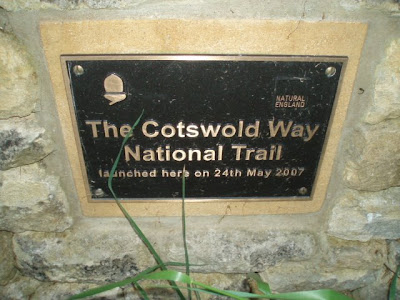 NATURAL
ENGLAND
The Cotswold Way
National Trail
launched here on 24th May 2007